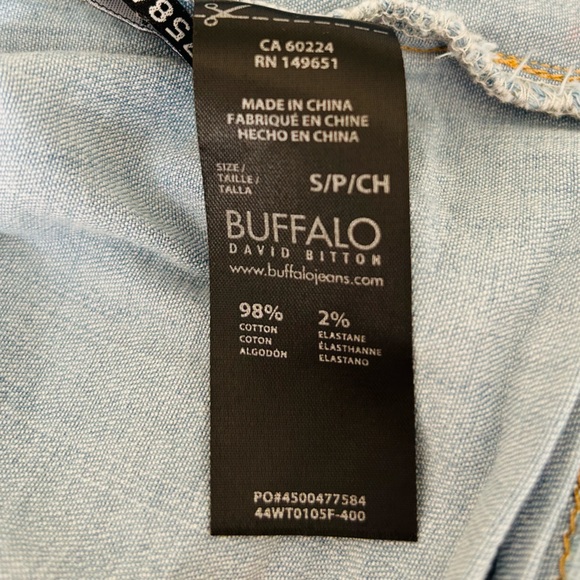 CA 60224
RN 149651
MADE IN CHINA
FABRIQUÉ EN CHINE
HECHO EN CHINA
SIZE /
TAILLE /
TALLA
S/P/CH
BUFFALO
DAVID BITTON
www.buffalojeans.com
98%
COTTON
COTON
ALGODÓN
2%
ELASTANE
ÉLASTHANNE
ELASTANO
PO#4500477584
44WT0105F-400